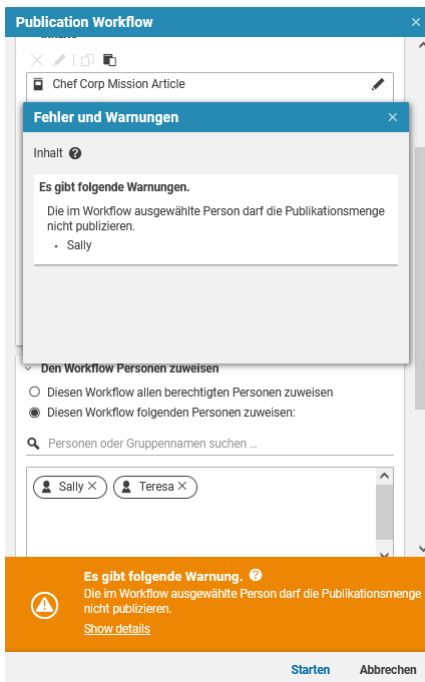 Publication Workflow
Chef Corp Mission Article
Fehler und Warnungen
Inhalt
Es gibt folgende Warnungen.
Die im Workflow ausgewählte Person darf die Publikationsmenge
nicht publizieren.
Sally
Den Workflow Personen zuweisen
Diesen Workflow allen berechtigten Personen zuweisen
Diesen Workflow folgenden Personen zuweisen:
Personen oder Gruppennamen suchen ...
Sally Teresa
Es gibt folgende Warnung.
Die im Workflow ausgewählte Person darf die Publikationsmenge
nicht publizieren.
Show details
Starten Abbrechen